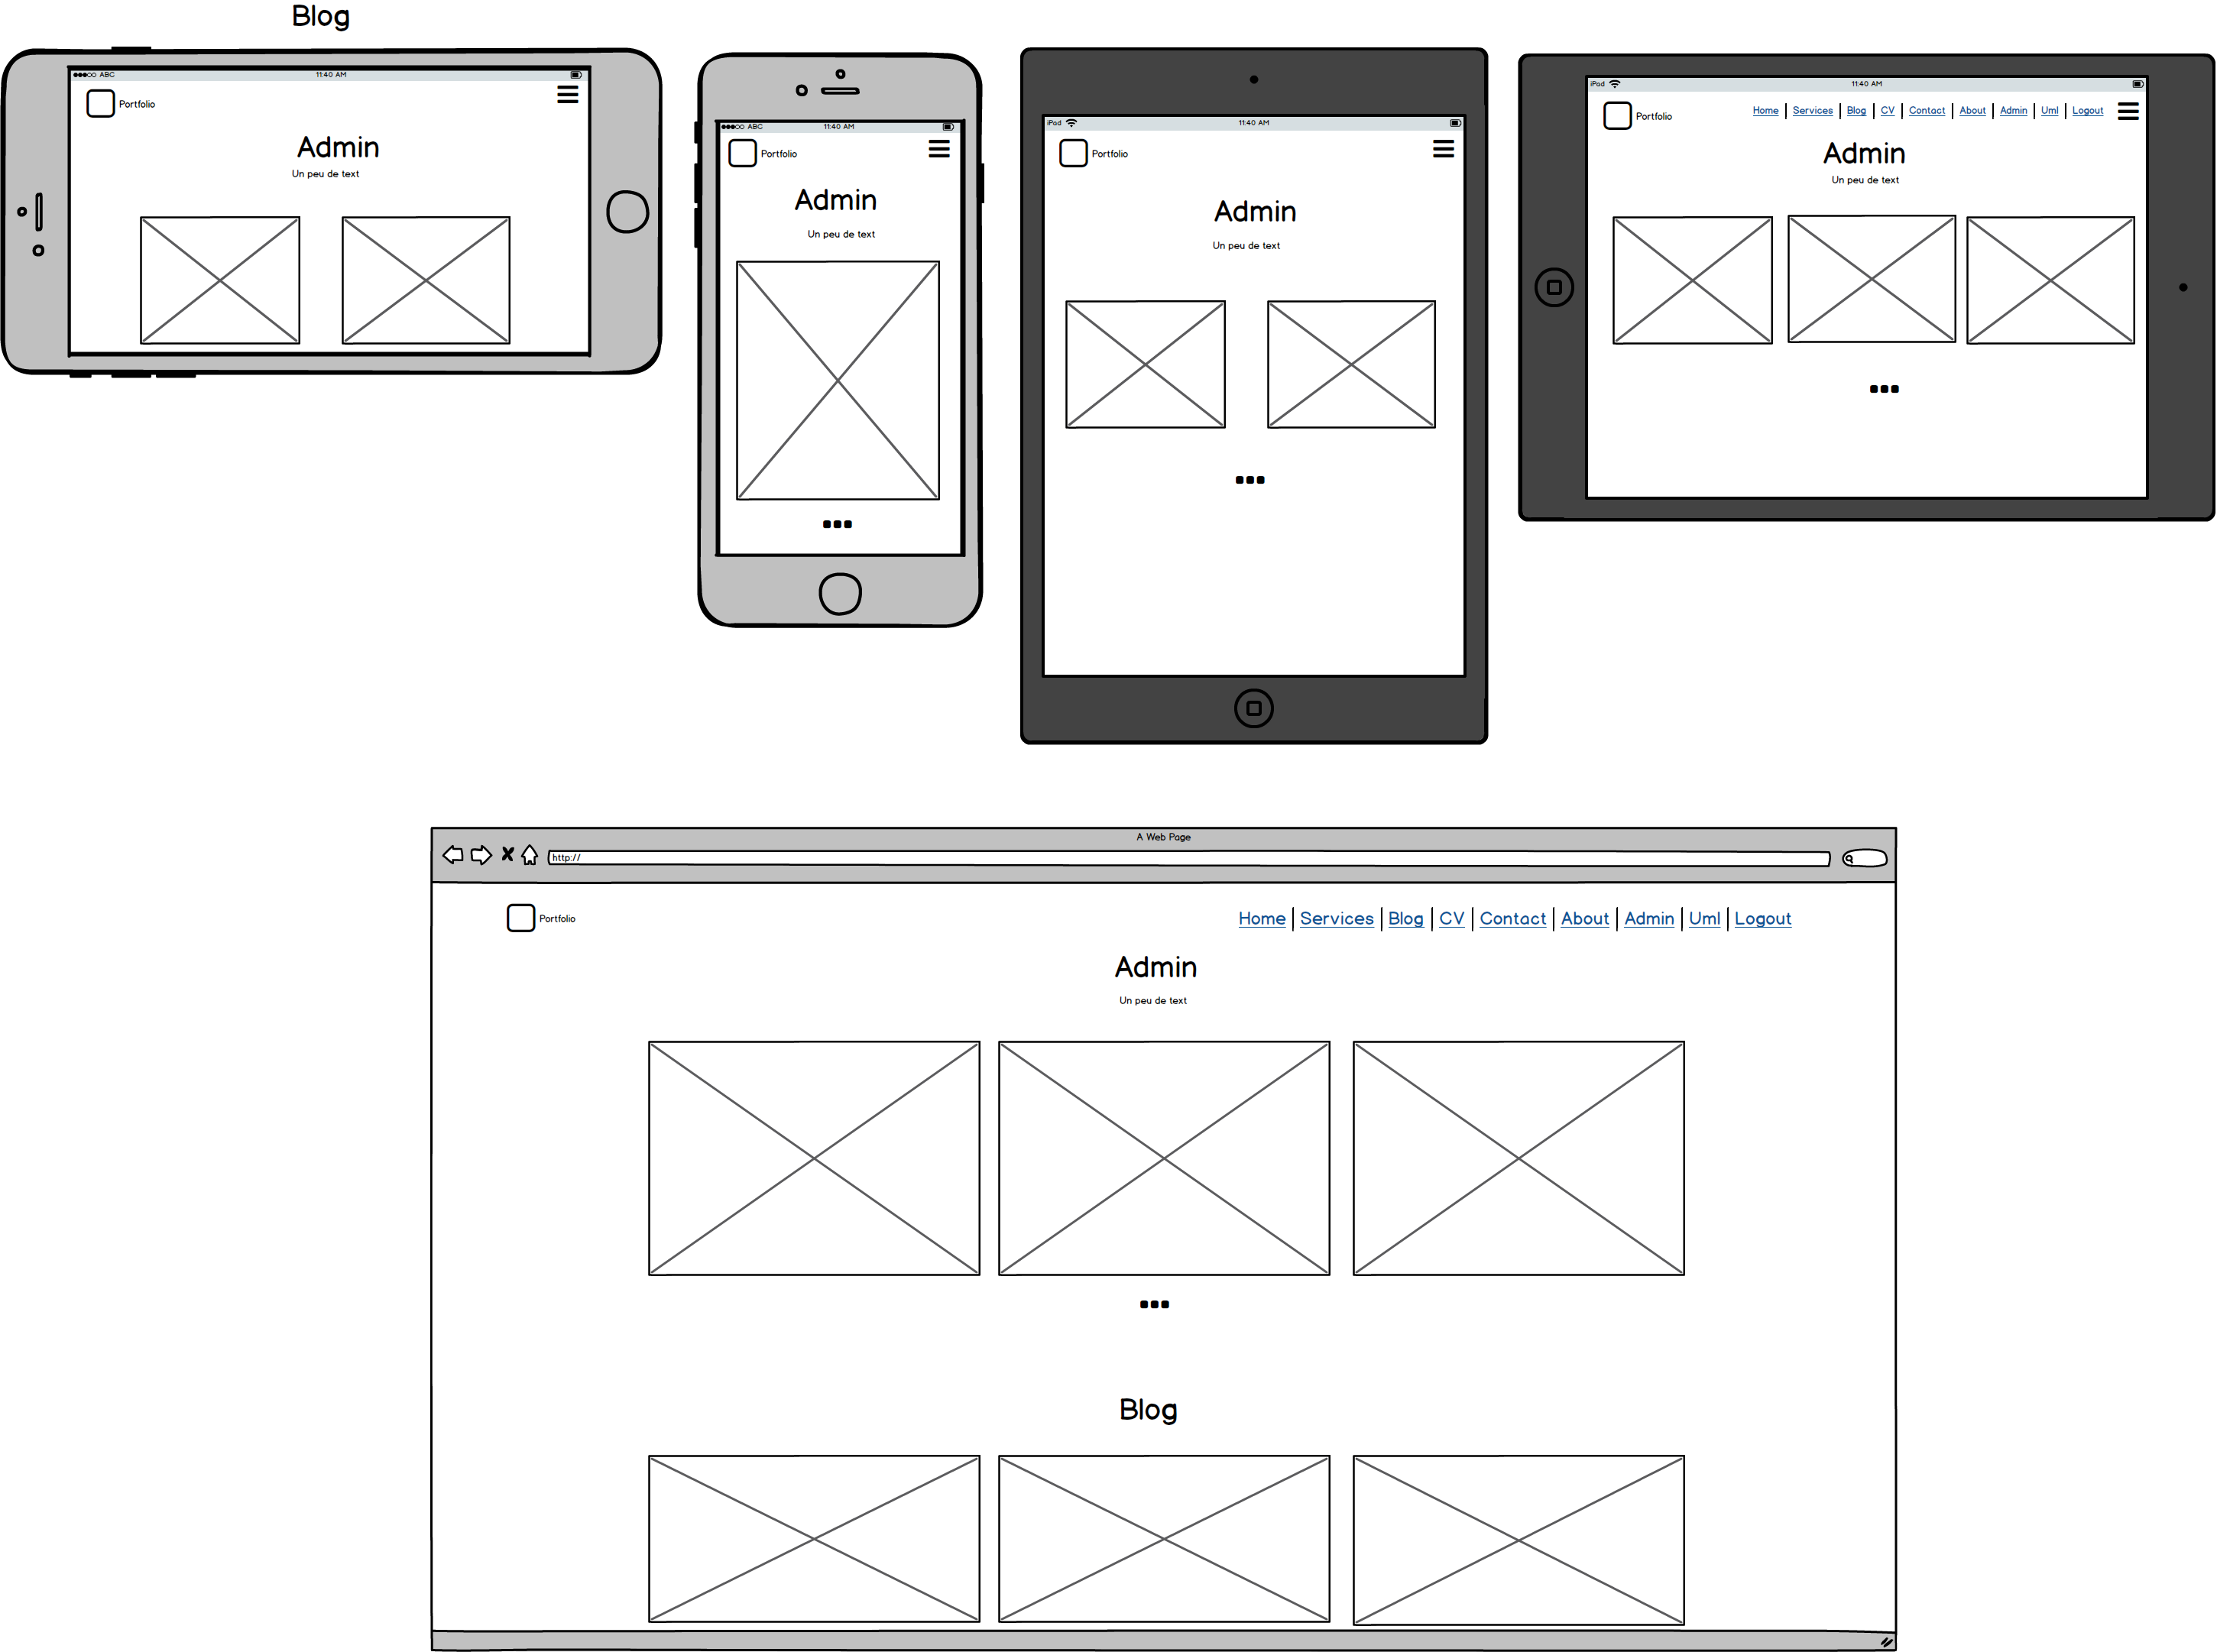 Blog
ABC 11:40 AM
Portfolio
Admin
Un peu de text
ABC 11:40 AM
Portfolio
Admin
Un peu de text
iPad 11:40 AM
Portfolio
Admin
Un peu de text
iPad 11:40 AM
Portfolio Home Services Blog CV Contact About Admin Uml Logout
Admin
Un peu de text
A Web Page
http://
Portfolio Home Services Blog CV Contact About Admin Uml Logout
Admin
Un peu de text
Blog